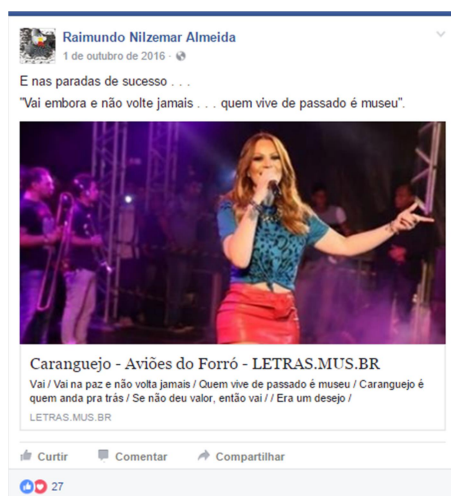 Raimundo Nilzemar Almeida
1 de outubro de 2016 ·
E nas paradas de sucesso . . .
"Vai embora e não volte jamais . . . quem vive de passado é museu".
Caranguejo - Aviões do Forró - LETRAS.MUS.BR
Vai / Vai na paz e não volta jamais / Quem vive de passado é museu / Caranguejo é
quem anda pra trás / Se não deu valor, então vai / / Era um desejo /
LETRAS.MUS.BR
Curtir Comentar Compartilhar
27